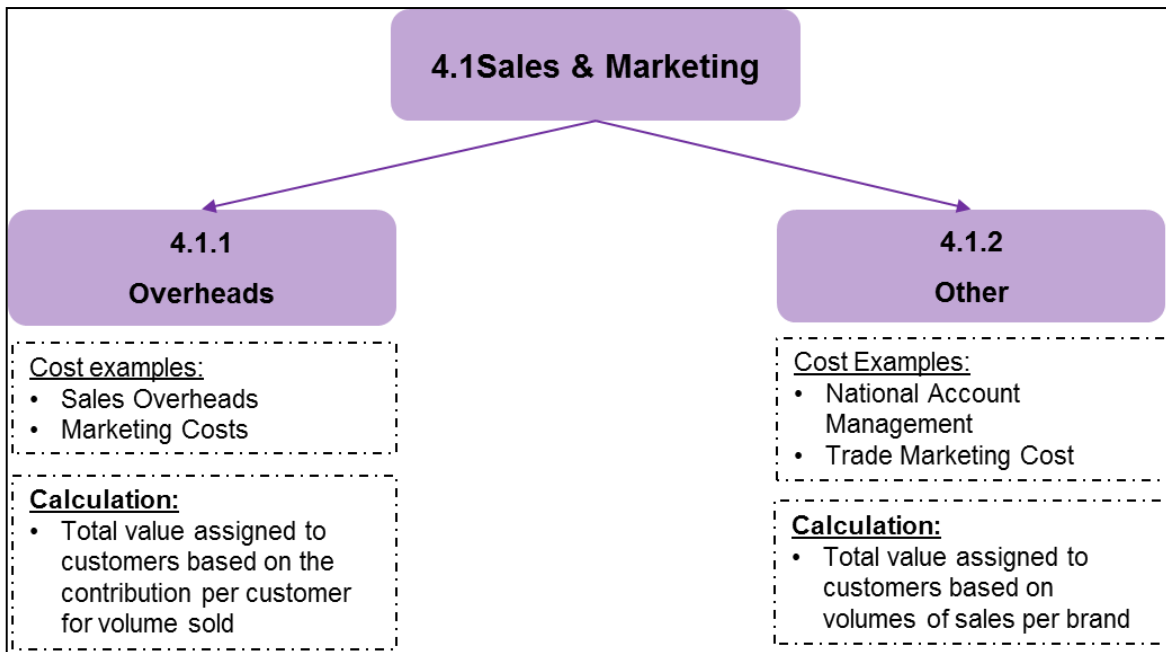 4.1Sales & Marketing
4.1.1
Overheads
Cost examples:
• Sales Overheads
• Marketing Costs
Calculation:
• Total value assigned to
customers based on the
contribution per customer
for volume sold
4.1.2
Other
Cost Examples:
• National Account
Management
• Trade Marketing Cost
Calculation:
• Total value assigned to
customers based on
volumes of sales per brand